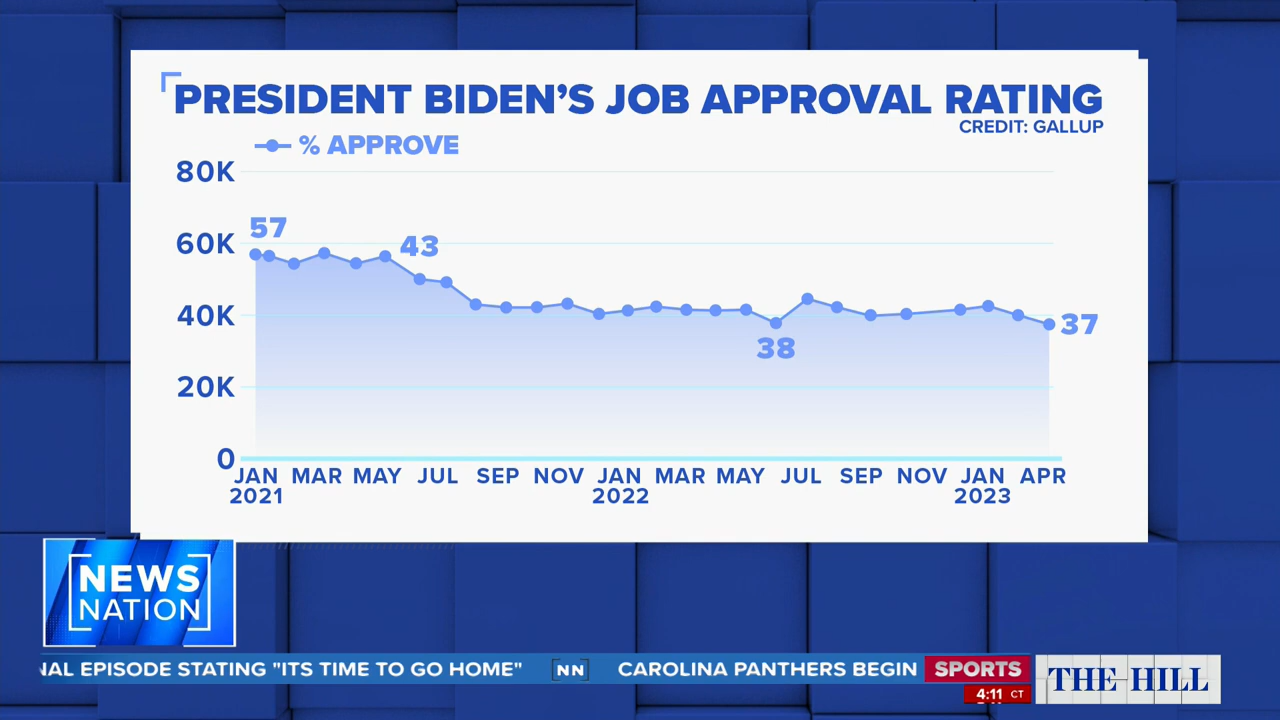 PRESIDENT BIDEN'S JOB APPROVAL RATING
CREDIT: GALLUP
% APPROVE
80K
60K
40K
20K
0
57
43
38
37
JAN MAR MAY JUL SEP NOV JAN MAR MAY JUL SEP NOV JAN APR
2021 2022 2023
NEWS
NATION
NAL EPISODE STATING "ITS TIME TO GO HOME" NN CAROLINA PANTHERS BEGIN SPORTS
4:11 CT
THE HILL